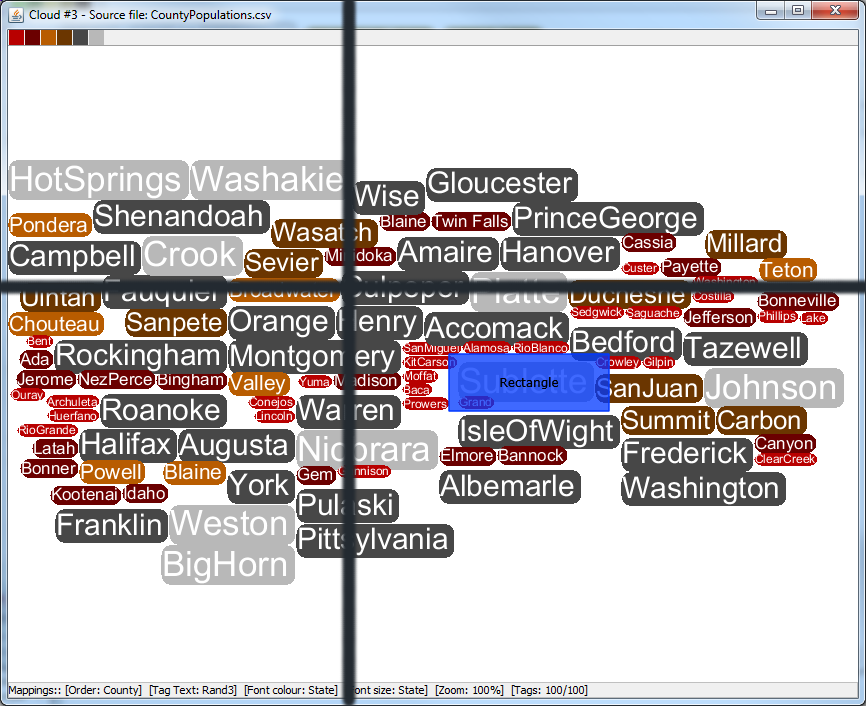 Cloud #3 - Source file: CountyPopulations.csv
HotSprings Washakie
Wise Gloucester
Pondera Shenandoah Wasatch Blaine Twin Falls PrinceGeorge
Campbell Crook Sevier Minidoka Amaire Hanover Cassia Millard
Custer Payette Teton
Washington
Uintah Fauquier Broadwater Culpeper Platte Duchesne Costilla Bonneville
Chouteau Sanpete Orange Henry Accomack Sedgwick Saguache Jefferson Phillips Lake
Bent
Ada Rockingham Montgomery SanMiguel Alamosa RioBlanco Bedford Tazewell
KitCarson Crowley Gilpin
Jerome NezPerce Bingham Valley Yuma Madison Moffat Sublette Rectangle SanJuan Johnson
Ouray Baca
Archuleta Conejos Prowers Grand
Huerfano Roanoke Lincoln Warren Summit Carbon
RioGrande
Latah Halifax Augusta Niobrara IsleOfWight Canyon
Bonner Powell Blaine Gem Gunnison Elmore Bannock Frederick ClearCreek
Kootenai Idaho York Albemarle Washington
Pulaski
Franklin Weston Pittsylvania
BigHorn
Mappings:: [Order: County] [Tag Text: Rand3] [Font colour: State] [Font size: State] [Zoom: 100%] [Tags: 100/100]